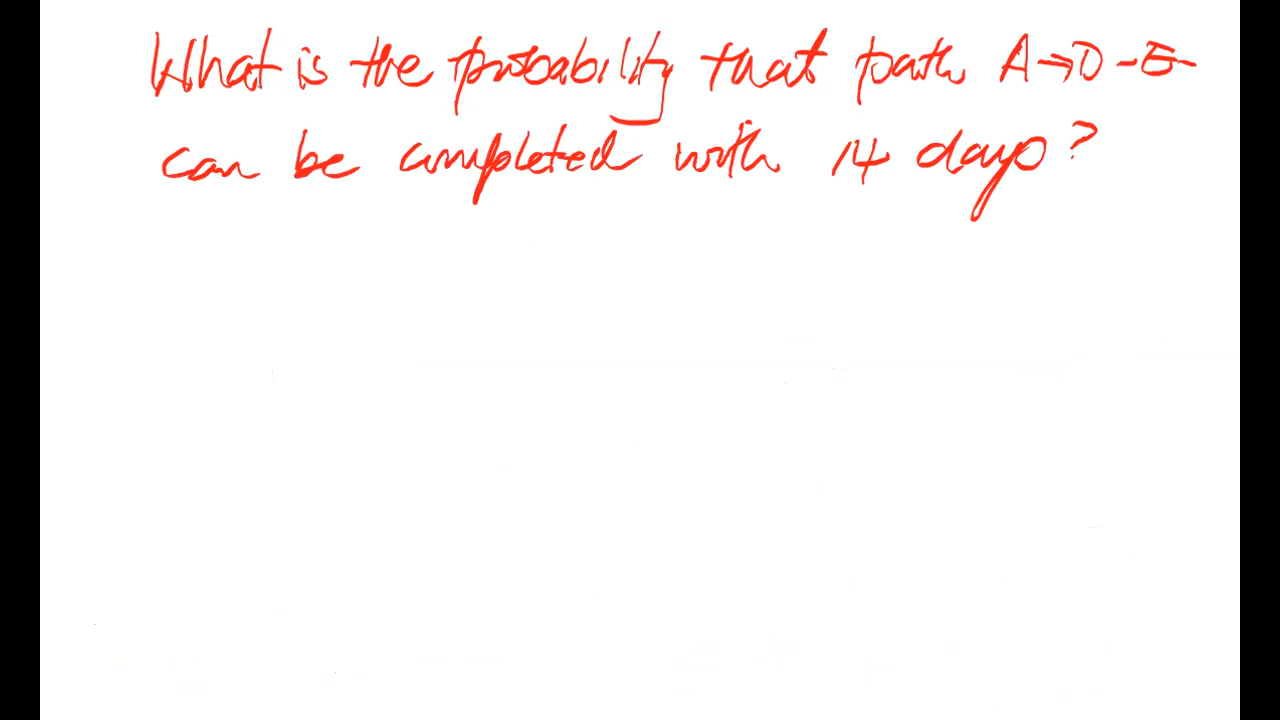 What is the probability that path A→D-E-
can be completed with 14 days?